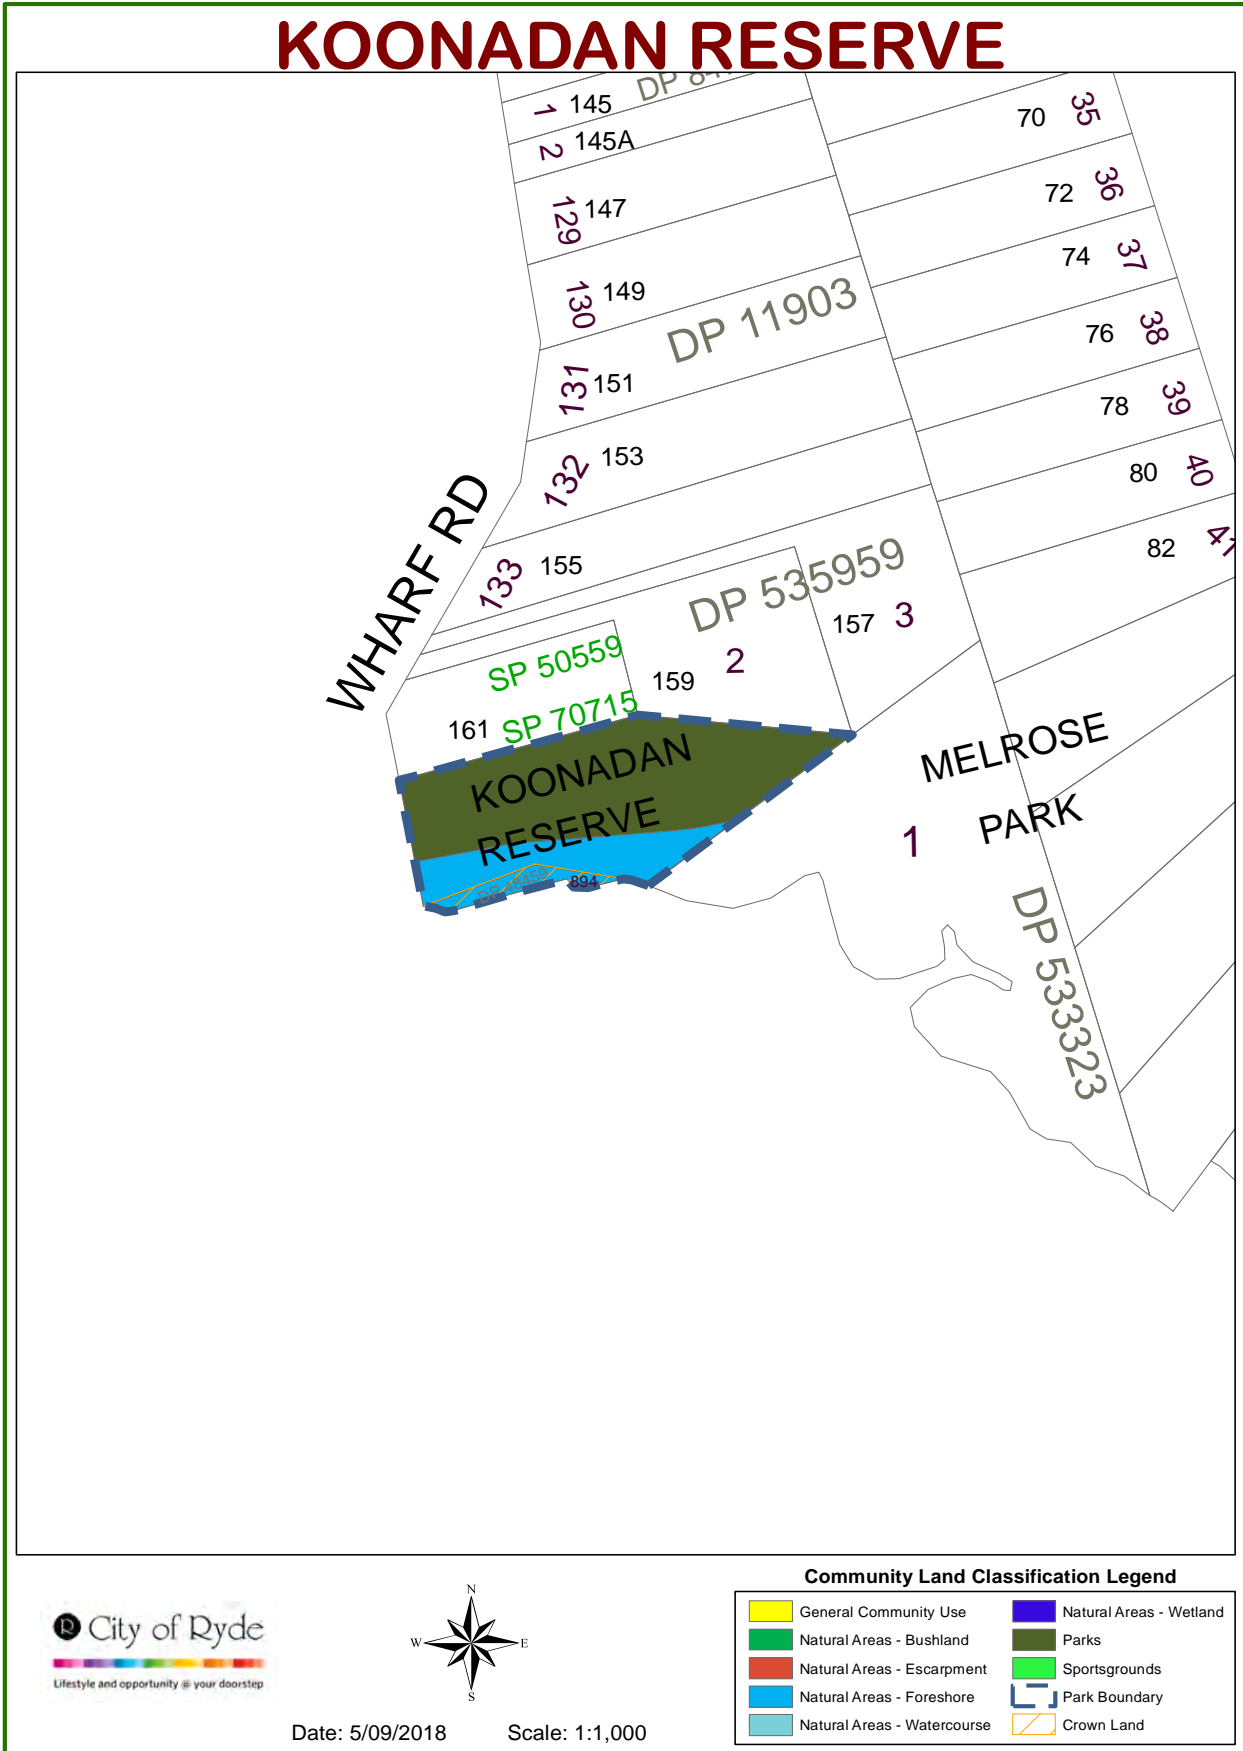 KOONADAN RESERVE
1 145
2 145A
129 147
130 149
131 151
132 153
133 155
DP 11903
70 35
72 36
74 37
76 38
78 39
80 40
82 41
WHARF RD
DP 535959
157 3
159 2
SP 50559
161 SP 70715
KOONADAN
RESERVE
894
MELROSE
PARK
1
DP 533323
City of Ryde
Lifestyle and opportunity @ your doorstep
N
W E
S
Date: 5/09/2018 Scale: 1:1,000
Community Land Classification Legend
General Community Use
Natural Areas - Bushland
Natural Areas - Escarpment
Natural Areas - Foreshore
Natural Areas - Watercourse
Natural Areas - Wetland
Parks
Sportsgrounds
Park Boundary
Crown Land